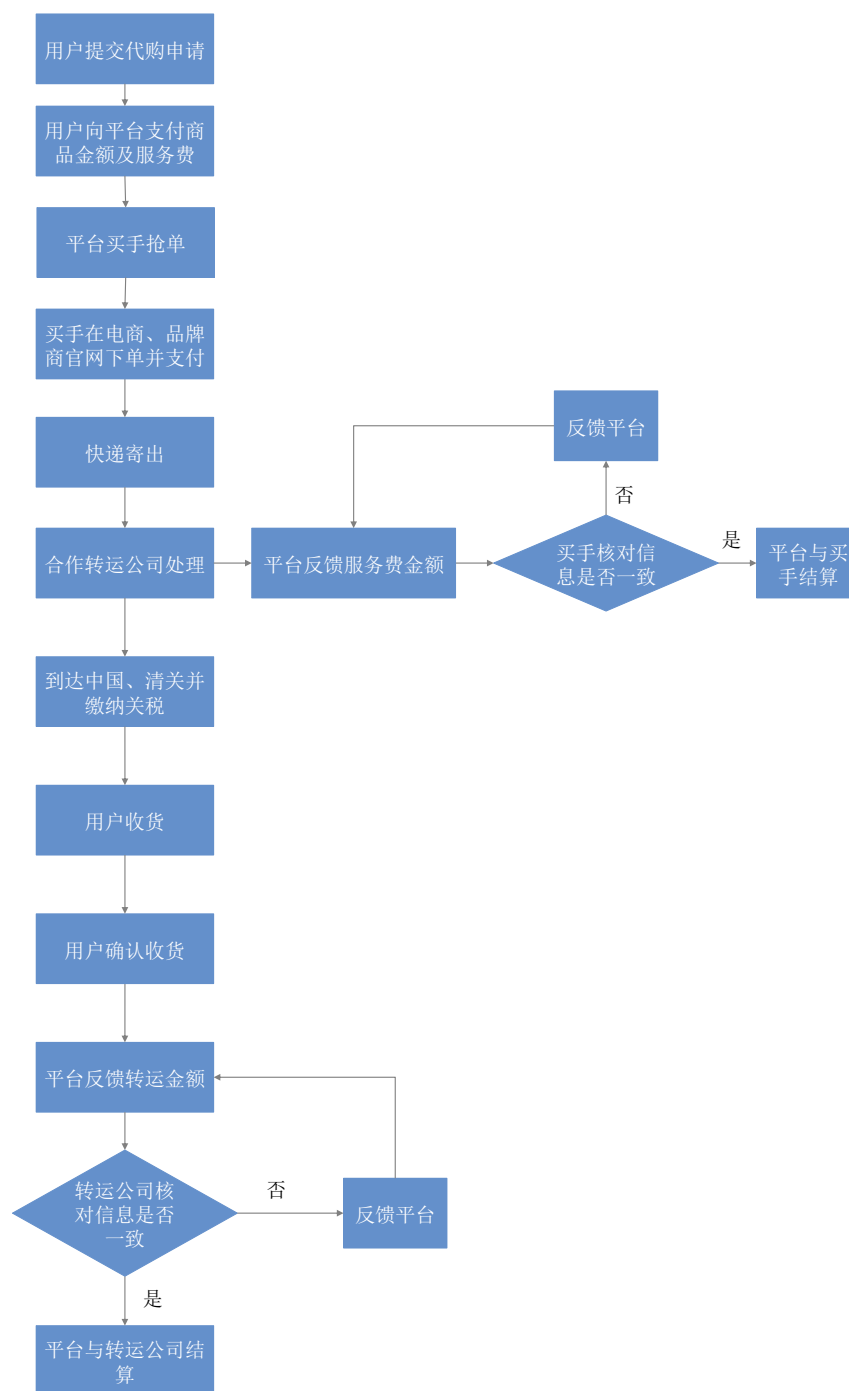 用户提交代购申请
用户向平台支付商
品金额及服务费
平台买手抢单
买手在电商、品牌
商官网下单并支付
快递寄出
反馈平台
否
合作转运公司处理
平台反馈服务费金额
买手核对信
息是否一致
是
平台与买
手结算
到达中国、清关并
缴纳关税
用户收货
用户确认收货
平台反馈转运金额
转运公司核
对信息是否
一致
否
反馈平台
是
平台与转运公司结
算